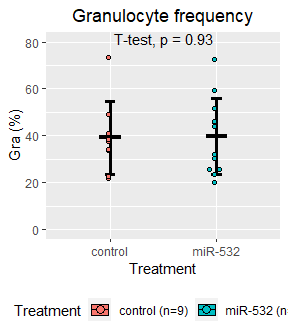 Granulocyte frequency
T-test, p = 0.93
80
60
40
20
0
Gra (%)
control miR-532
Treatment
Treatment control (n=9) miR-532 (n